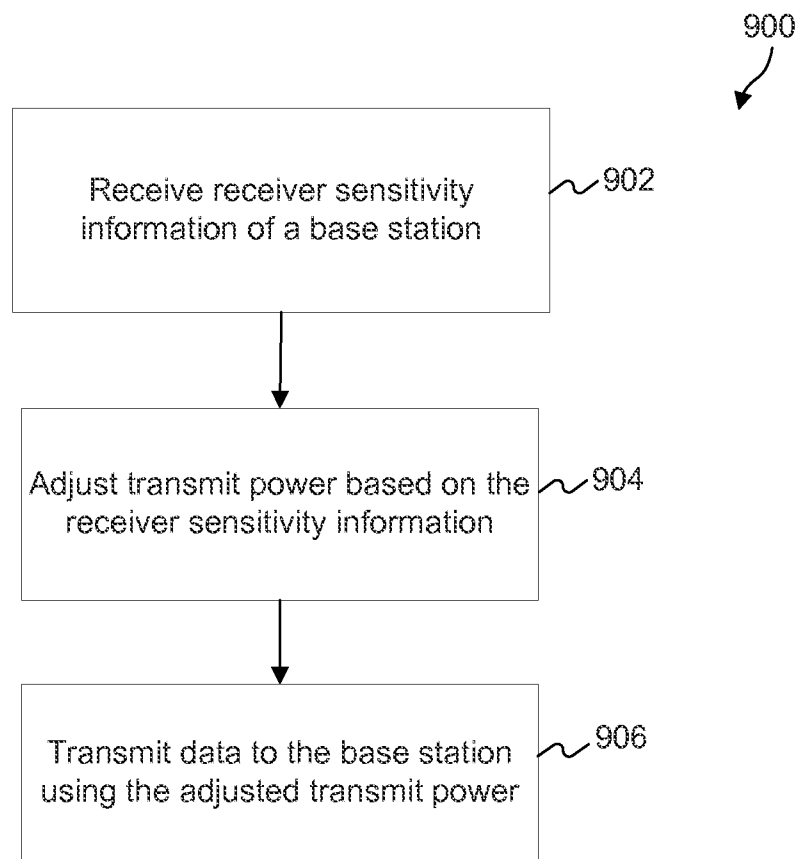 900
Receive receiver sensitivity
information of a base station
902
Adjust transmit power based on the
receiver sensitivity information
904
Transmit data to the base station
using the adjusted transmit power
906